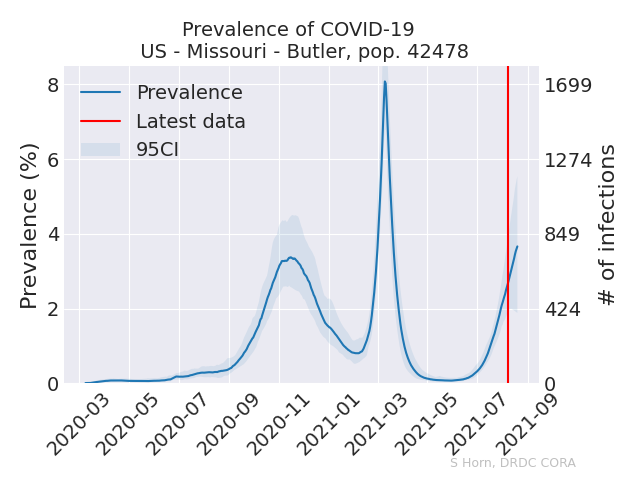 Prevalence of COVID-19
US - Missouri - Butler, pop. 42478
Prevalence
Latest data
95CI
Prevalence (%)
8
6
4
2
0
1699
1274
849
424
0
# of infections
2020-03
2020-05
2020-07
2020-09
2020-11
2021-01
2021-03
2021-05
2021-07
2021-09
S Horn, DRDC CORA